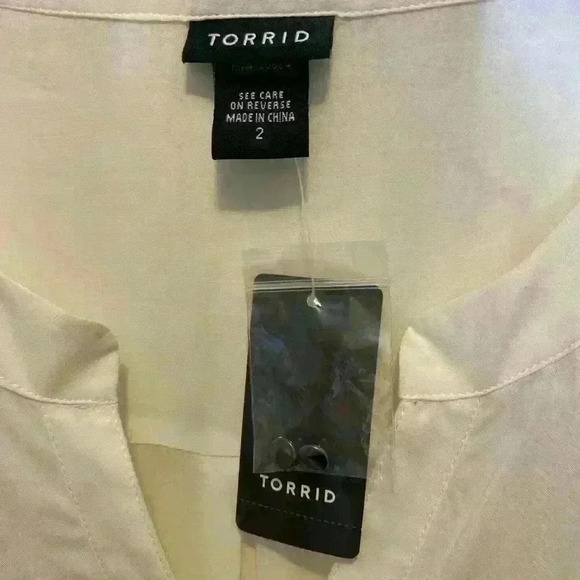 TORRID
SEE CARE
ON REVERSE
MADE IN CHINA
2
TORRID